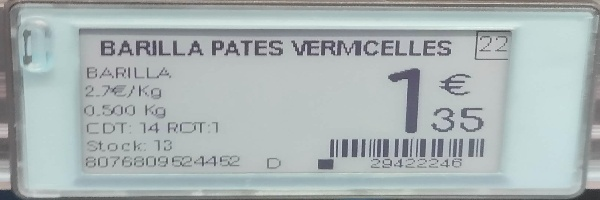 BARILLA PATES VERMICELLES 22
BARILLA
2.7€/Kg
0.500 Kg
CDT: 14 ROT:1
Stock: 13
8076809524452 D
1€35
29422246